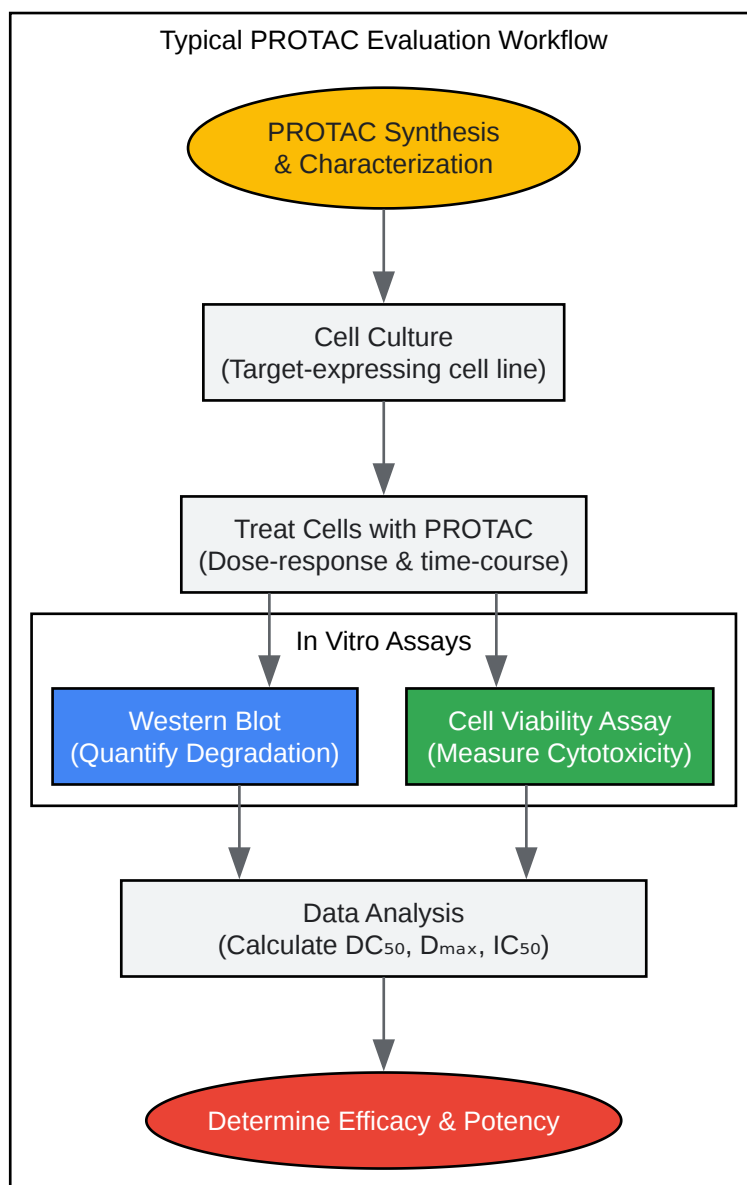 Typical PROTAC Evaluation Workflow
PROTAC Synthesis
& Characterization
Cell Culture
(Target-expressing cell line)
Treat Cells with PROTAC
(Dose-response & time-course)
In Vitro Assays
Western Blot
(Quantify Degradation)
Cell Viability Assay
(Measure Cytotoxicity)
Data Analysis
(Calculate DC₅₀, Dₘₐₓ, IC₅₀)
Determine Efficacy & Potency